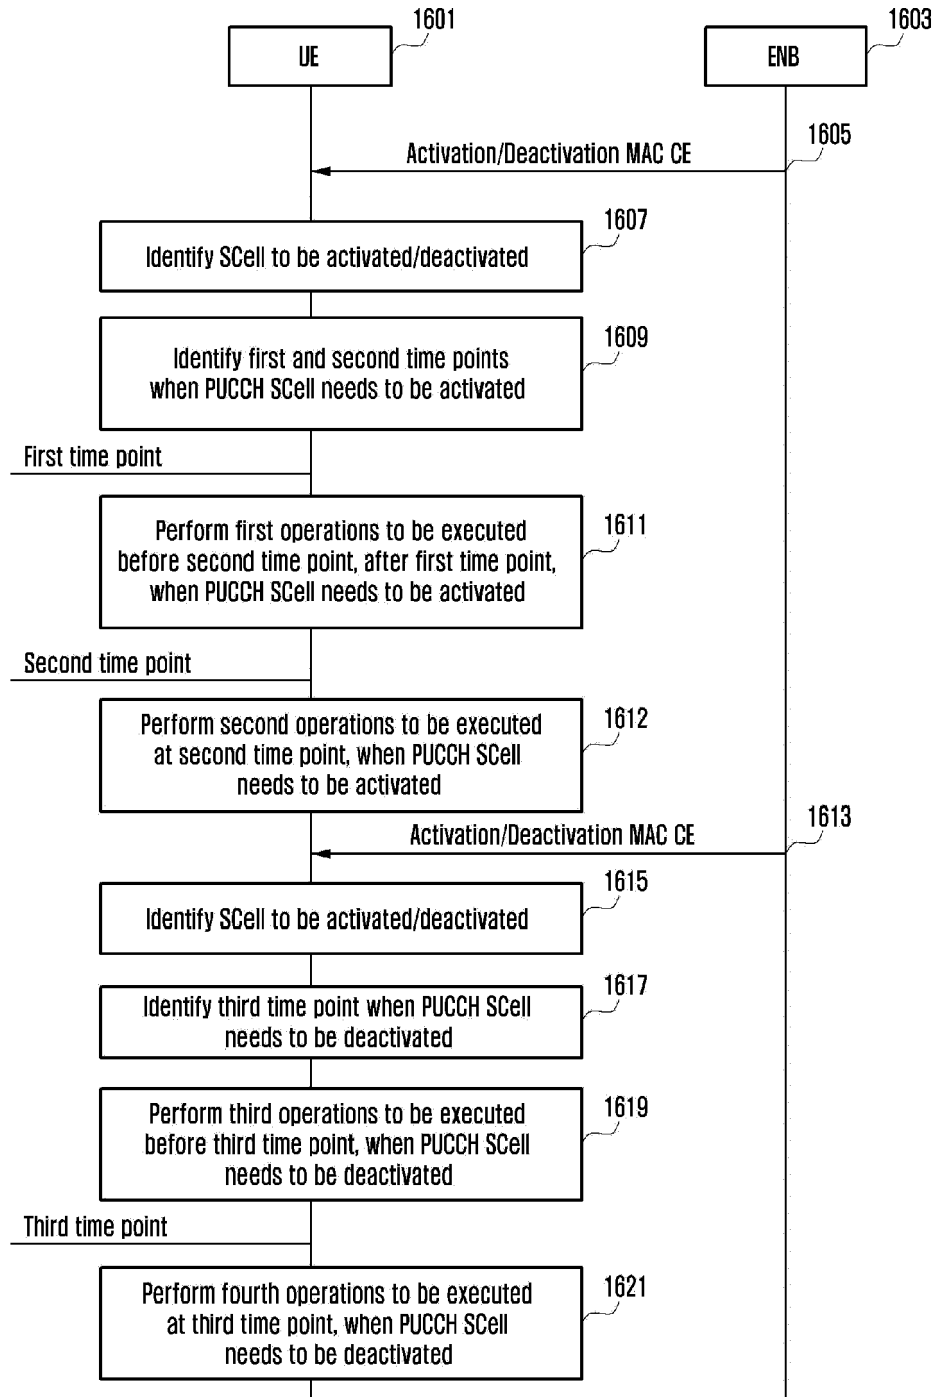 1601
1603
UE
ENB
1605
Activation/Deactivation MAC CE
1607
Identify SCell to be activated/deactivated
1609
Identify first and second time points
when PUCCH SCell needs to be activated
First time point
1611
Perform first operations to be executed
before second time point, after first time point,
when PUCCH SCell needs to be activated
Second time point
1612
Perform second operations to be executed
at second time point, when PUCCH SCell
needs to be activated
1613
Activation/Deactivation MAC CE
1615
Identify SCell to be activated/deactivated
1617
Identify third time point when PUCCH SCell
needs to be deactivated
1619
Perform third operations to be executed
before third time point, when PUCCH SCell
needs to be deactivated
Third time point
1621
Perform fourth operations to be executed
at third time point, when PUCCH SCell
needs to be deactivated